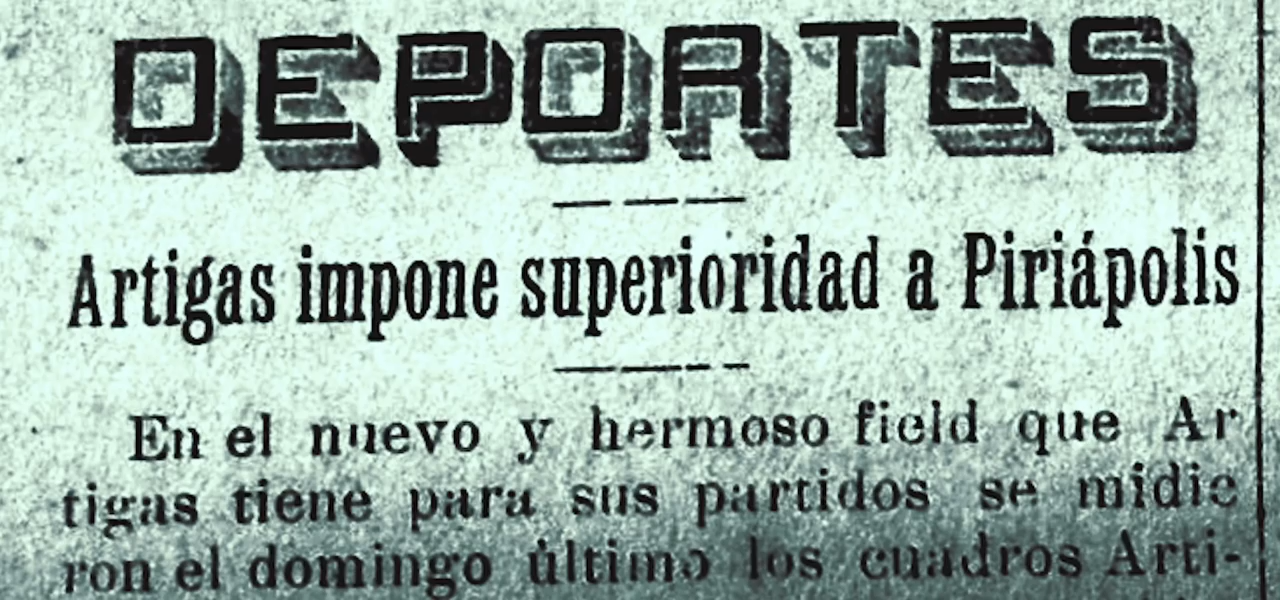 DEPORTES
Artigas impone superioridad a Piriápolis
En el nuevo y hermoso field que Ar
tigas tiene para sus partidos se midie
ron el domingo último los cuadros Arti-